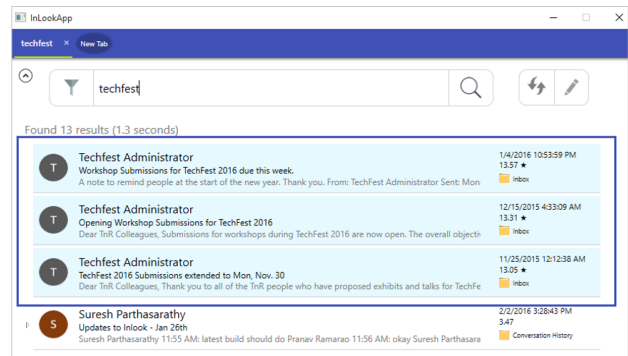 InLookApp
techfest × New Tab
techfest
Found 13 results (1.3 seconds)
T
Techfest Administrator
Workshop Submissions for TechFest 2016 due this week.
A note to remind people at the start of the new year. Thank you. From: TechFest Administrator Sent: Mon
1/4/2016 10:53:59 PM
13.57 ★
Inbox
T
Techfest Administrator
Opening Workshop Submissions for TechFest 2016
Dear TnR Colleagues, Submissions for workshops during TechFest 2016 are now open. The overall objecti
12/15/2015 4:33:09 AM
13.31 ★
Inbox
T
Techfest Administrator
TechFest 2016 Submissions extended to Mon, Nov. 30
Dear TnR Colleagues, Thank you to all of the TnR people who have proposed exhibits and talks for TechFe
11/25/2015 12:12:38 AM
13.05 ★
Inbox
S
Suresh Parthasarathy
Updates to Inlook - Jan 26th
Suresh Parthasarathy 11:55 AM: latest build should do Pranav Ramarao 11:56 AM: okay Suresh Parthasara
2/2/2016 3:28:43 PM
3.47
Conversation History